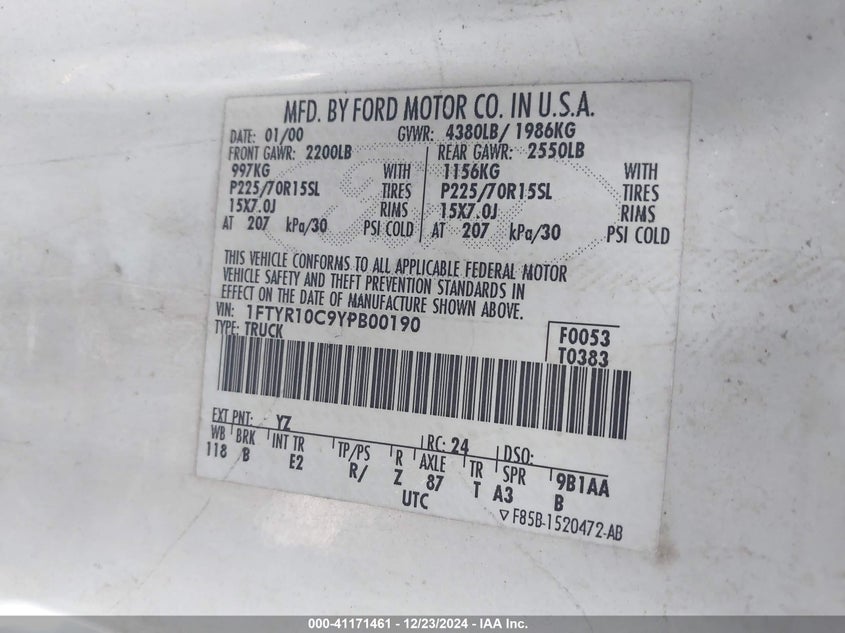 MFD. BY FORD MOTOR CO. IN U.S.A.
DATE: 01/00 GVWR: 4380LB/ 1986KG
FRONT GAWR: 2200LB REAR GAWR: 2550LB
997KG WITH 1156KG WITH
P225/70R15SL TIRES P225/70R15SL TIRES
15X7.0J RIMS 15X7.0J RIMS
AT 207 kPa/30 PSI COLD AT 207 kPa/30 PSI COLD
THIS VEHICLE CONFORMS TO ALL APPLICABLE FEDERAL MOTOR
VEHICLE SAFETY AND THEFT PREVENTION STANDARDS IN
EFFECT ON THE DATE OF MANUFACTURE SHOWN ABOVE.
VIN: 1FTYR10C9YPB00190
TYPE: TRUCK
F0053
T0383
EXT PNT: YZ RC: 24 DSO:
WB BRK INT TR TP/PS R AXLE TR SPR 9B1AA
118 B E2 R/ Z 87 T A3 B
UTC
▽F85B-1520472-AB
000-41171461 - 12/23/2024 - IAA Inc.